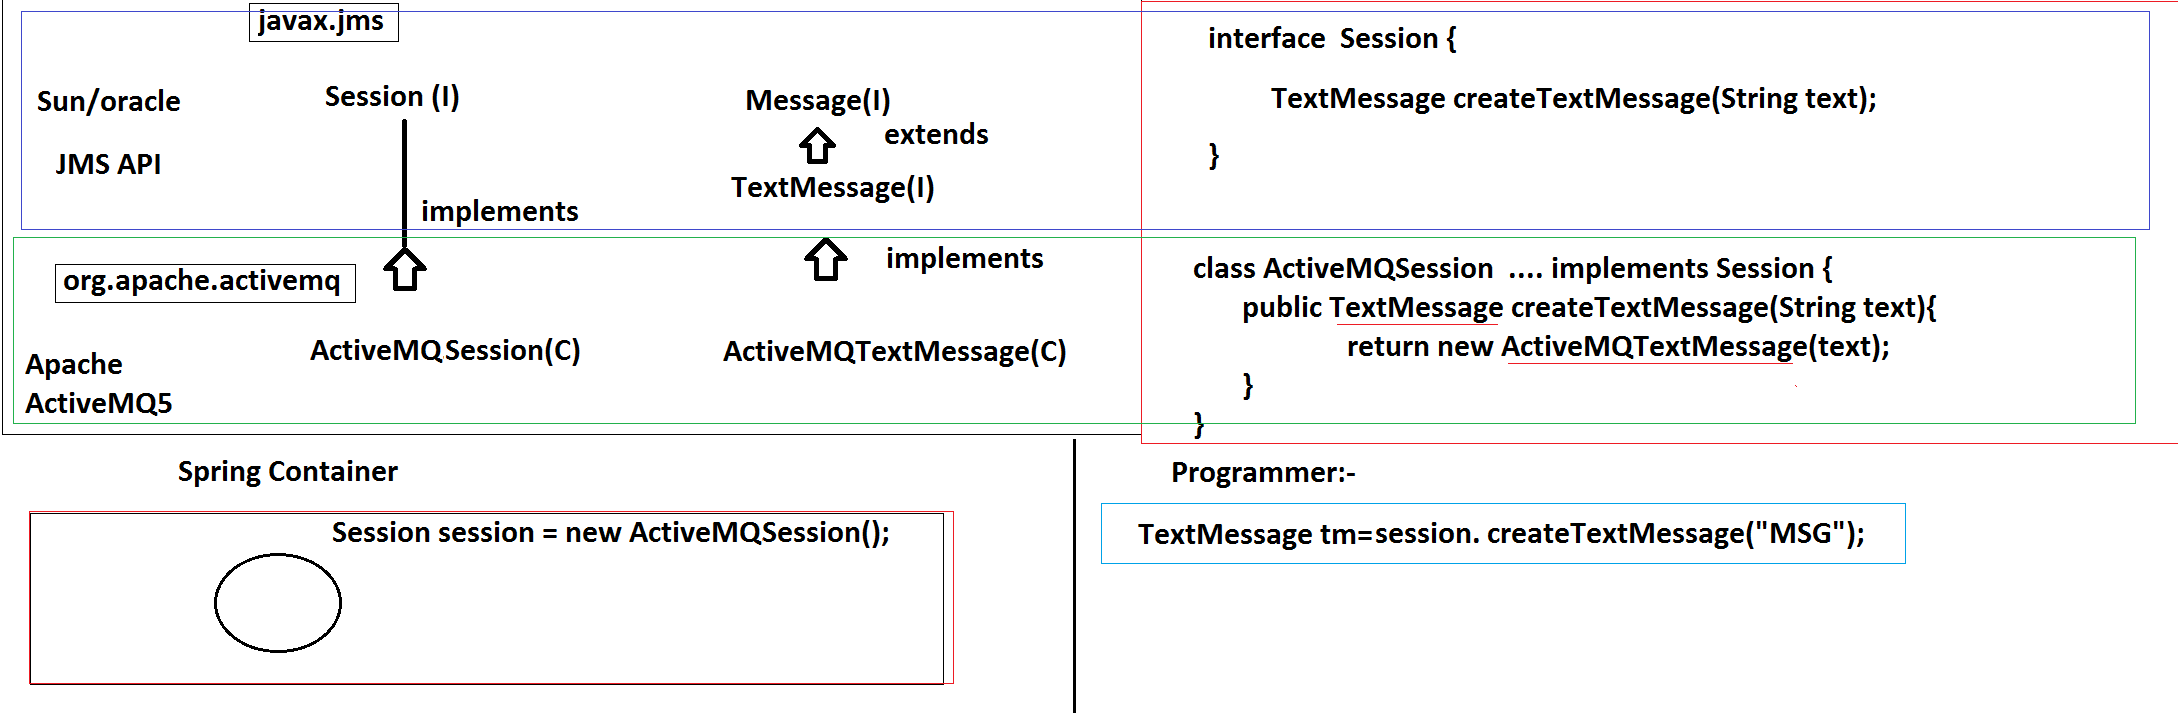 javax.jms
Sun/oracle
JMS API
Session (I)
implements
Message(I)
extends
TextMessage(I)
interface  Session {
TextMessage createTextMessage(String text);
}
org.apache.activemq
Apache
ActiveMQ5
ActiveMQSession(C)
implements
ActiveMQTextMessage(C)
class ActiveMQSession  .... implements Session {
public TextMessage createTextMessage(String text){
return new ActiveMQTextMessage(text);
}
}
Spring Container
Session session = new ActiveMQSession();
Programmer:-
TextMessage tm=session. createTextMessage("MSG");